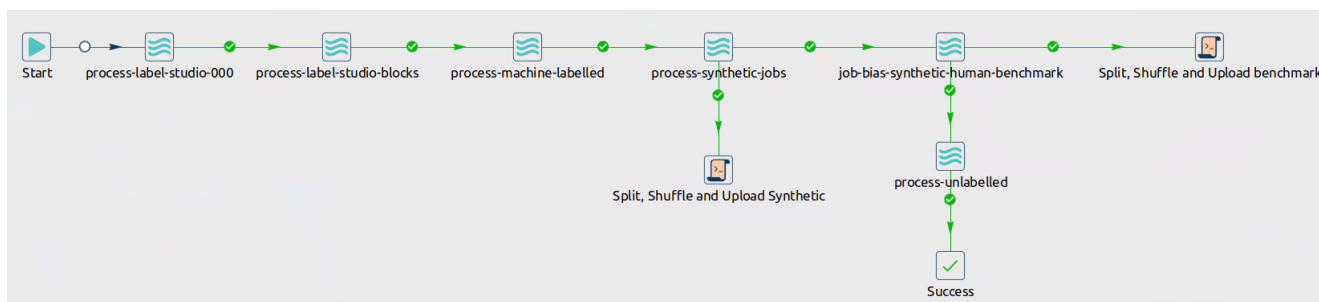 Start
process-label-studio-000
process-label-studio-blocks
process-machine-labelled
process-synthetic-jobs
job-bias-synthetic-human-benchmark
Split, Shuffle and Upload benchmark
Split, Shuffle and Upload Synthetic
process-unlabelled
Success